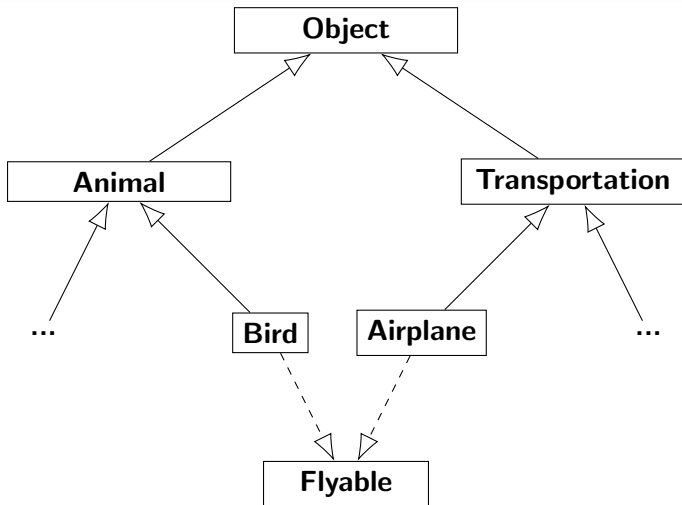 Object
Animal
Transportation
...
Bird
Airplane
...
Flyable